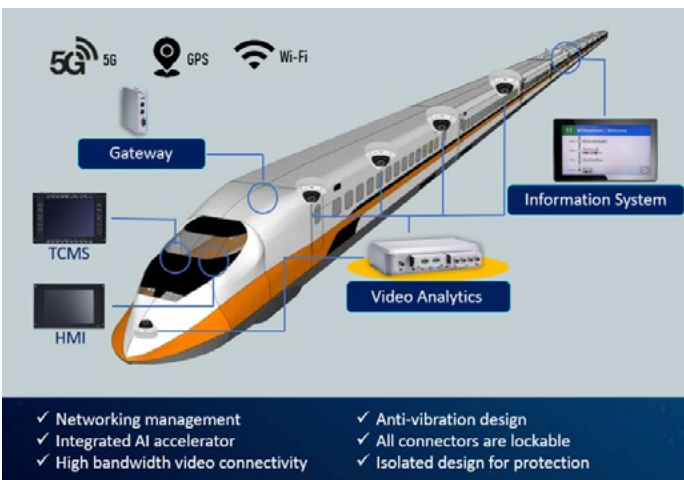 5G 5G
GPS
Wi-Fi
Gateway
TCMS
HMI
Information System
Video Analytics
✓ Networking management
✓ Integrated AI accelerator
✓ High bandwidth video connectivity
✓ Anti-vibration design
✓ All connectors are lockable
✓ Isolated design for protection